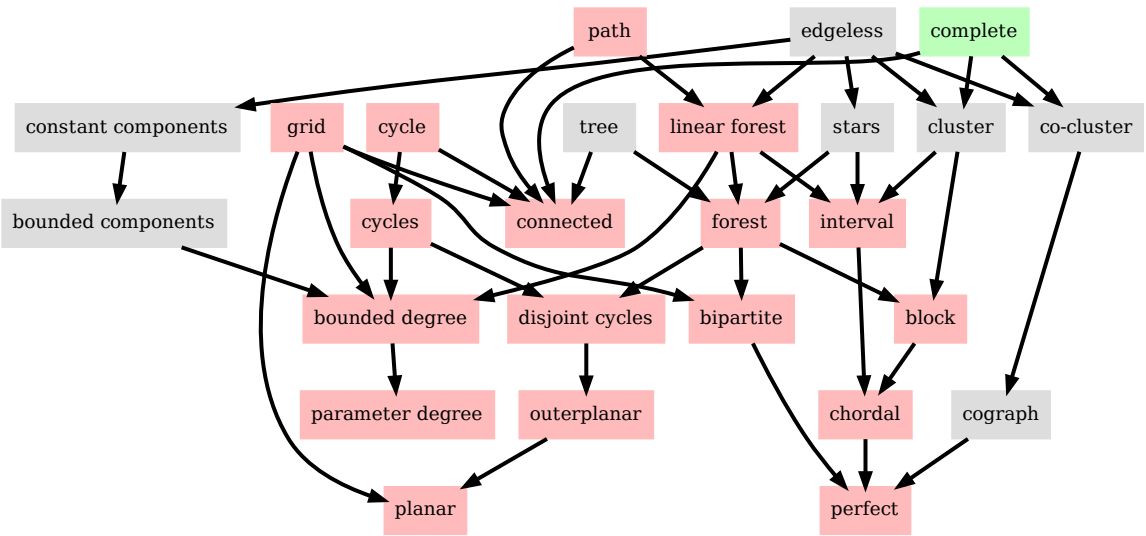 path
edgeless
complete
constant components
grid
cycle
tree
linear forest
stars
cluster
co-cluster
bounded components
cycles
connected
forest
interval
bounded degree
disjoint cycles
bipartite
block
parameter degree
outerplanar
chordal
cograph
planar
perfect